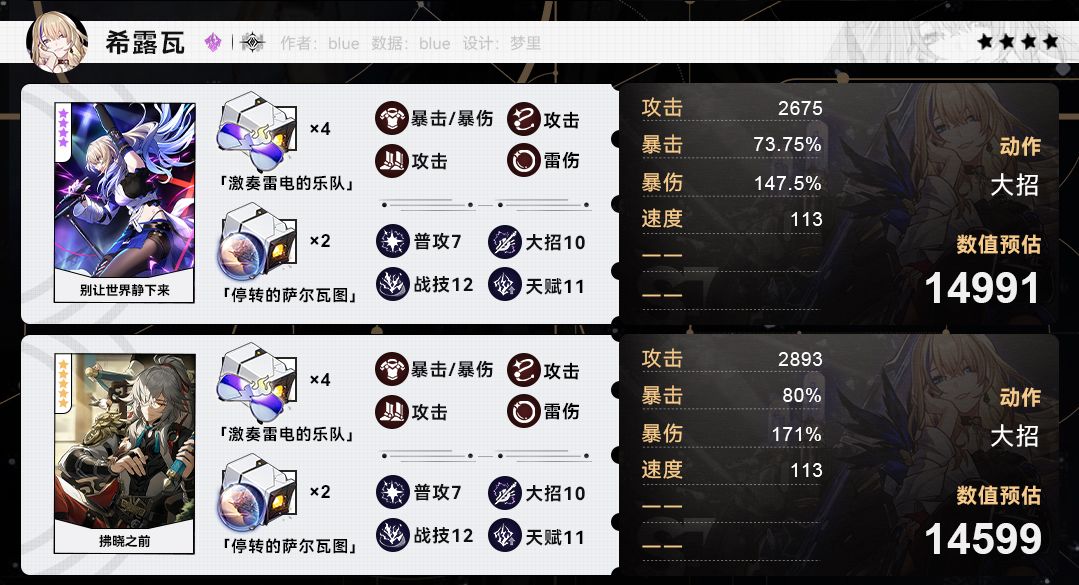 希露瓦 作者：blue 数据：blue 设计：梦里
×4
「激奏雷电的乐队」
×2
「停转的萨尔瓦图」
别让世界静下来
暴击/暴伤 攻击
攻击 雷伤
普攻7 大招10
战技12 天赋11
攻击 2675
暴击 73.75%
暴伤 147.5%
速度 113
——
——
动作
大招
数值预估
14991
×4
「激奏雷电的乐队」
×2
「停转的萨尔瓦图」
拂晓之前
暴击/暴伤 攻击
攻击 雷伤
普攻7 大招10
战技12 天赋11
攻击 2893
暴击 80%
暴伤 171%
速度 113
——
——
动作
大招
数值预估
14599